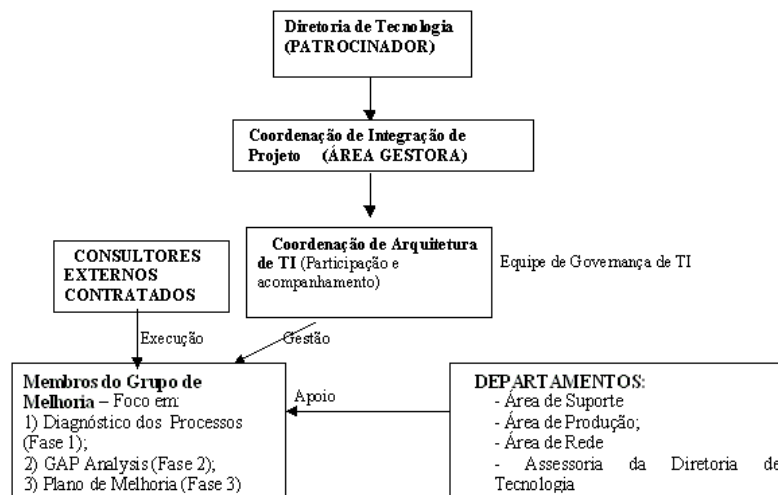 Diretoria de Tecnologia
(PATROCINADOR)
Coordenação de Integração de
Projeto (ÁREA GESTORA)
Coordenação de Arquitetura
de TI (Participação e
acompanhamento)
Equipe de Governança de TI
CONSULTORES
EXTERNOS
CONTRATADOS
Execução
Gestão
Membros do Grupo de
Melhoria – Foco em:
1) Diagnóstico dos Processos
(Fase 1);
2) GAP Analysis (Fase 2);
3) Plano de Melhoria (Fase 3)
Apoio
DEPARTAMENTOS:
- Área de Suporte
- Área de Produção;
- Área de Rede
- Assessoria da Diretoria de
Tecnologia